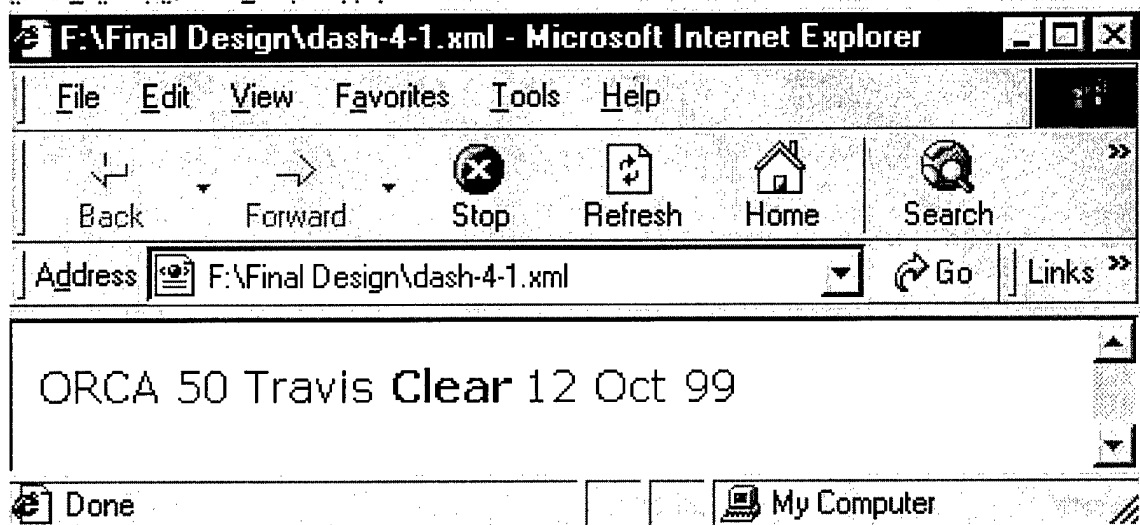 F:\Final Design\dash-4-1.xml - Microsoft Internet Explorer
File Edit View Favorites Tools Help
Back Forward Stop Refresh Home Search »
Address F:\Final Design\dash-4-1.xml Go Links »
ORCA 50 Travis Clear 12 Oct 99
Done My Computer